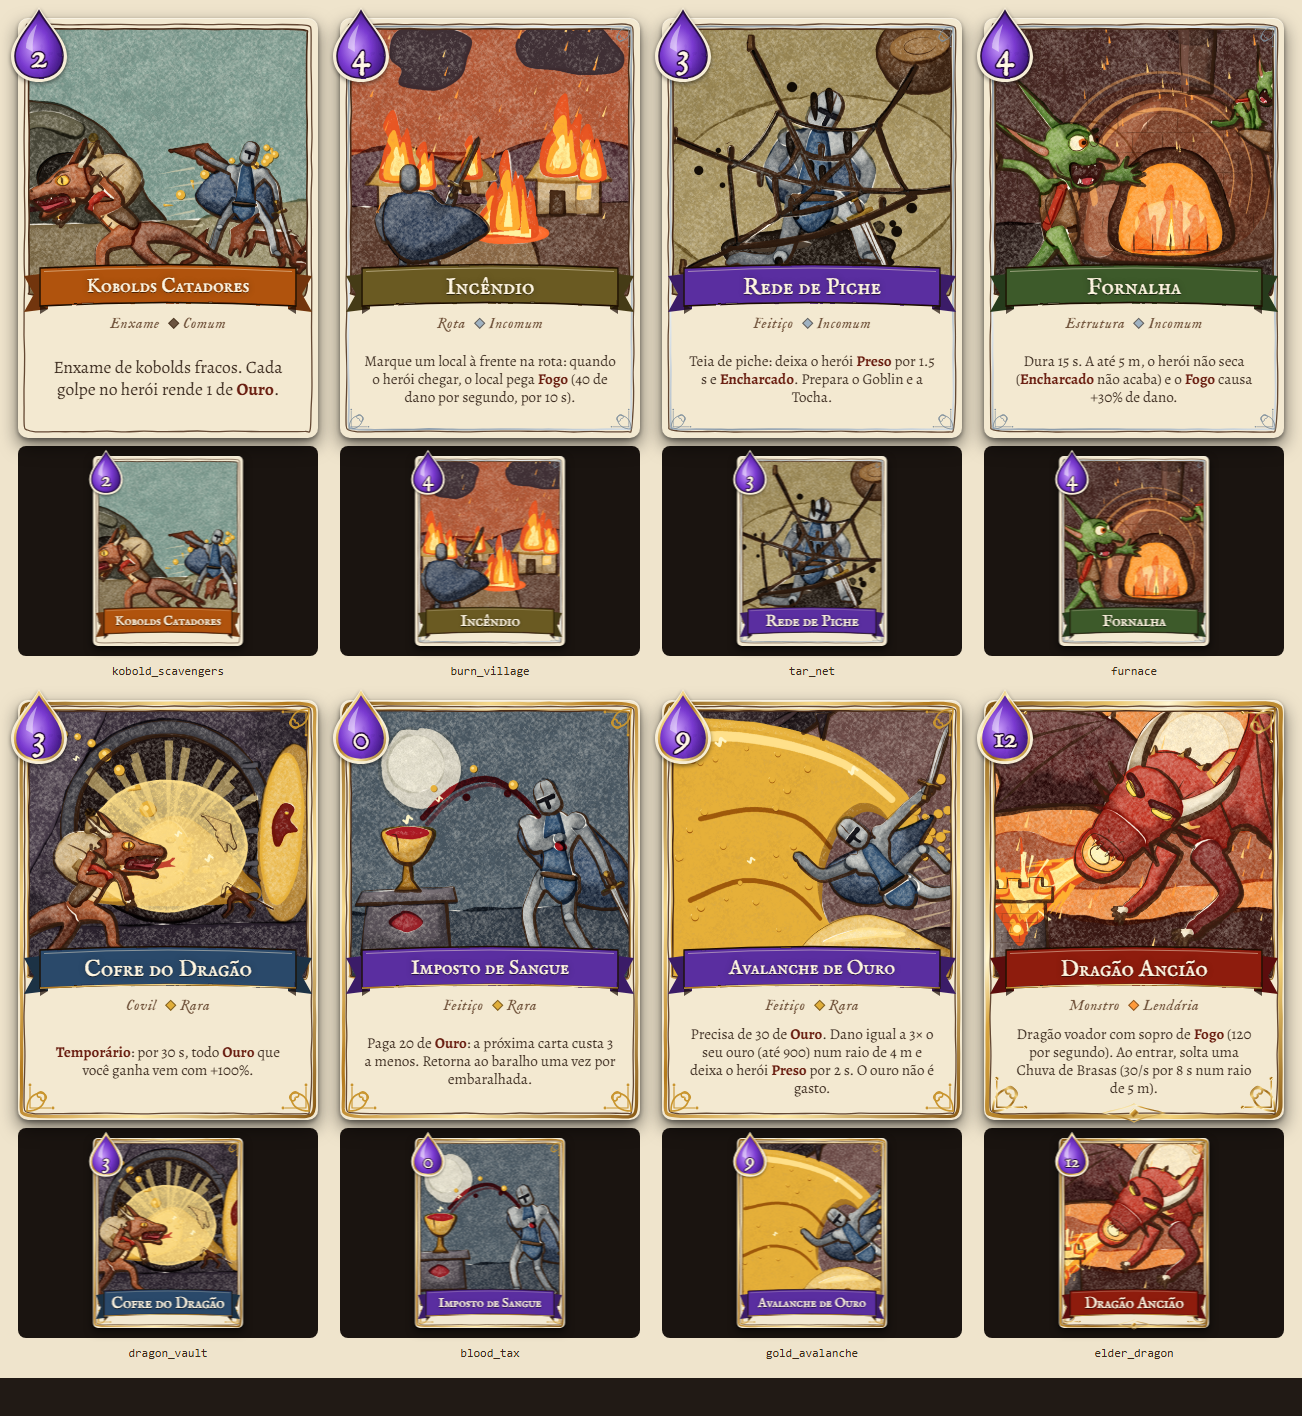 2
Kobolds Catadores
Enxame ◆ Comum
Enxame de kobolds fracos. Cada
golpe no herói rende 1 de Ouro.
4
Incêndio
Rota ◆ Incomum
Marque um local à frente na rota: quando
o herói chegar, o local pega Fogo (40 de
dano por segundo, por 10 s).
3
Rede de Piche
Feitiço ◆ Incomum
Teia de piche: deixa o herói Preso por 1.5
s e Encharcado. Prepara o Goblin e a
Tocha.
4
Fornalha
Estrutura ◆ Incomum
Dura 15 s. A até 5 m, o herói não seca
(Encharcado não acaba) e o Fogo causa
+30% de dano.
2
Kobolds Catadores
kobold_scavengers
4
Incêndio
burn_village
3
Rede de Piche
tar_net
4
Fornalha
furnace
3
Cofre do Dragão
Covil ◆ Rara
Temporário: por 30 s, todo Ouro que
você ganha vem com +100%.
0
Imposto de Sangue
Feitiço ◆ Rara
Paga 20 de Ouro: a próxima carta custa 3
a menos. Retorna ao baralho uma vez por
embaralhada.
9
Avalanche de Ouro
Feitiço ◆ Rara
Precisa de 30 de Ouro. Dano igual a 3× o
seu ouro (até 900) num raio de 4 m e
deixa o herói Preso por 2 s. O ouro não é
gasto.
12
Dragão Ancião
Monstro ◆ Lendária
Dragão voador com sopro de Fogo (120
por segundo). Ao entrar, solta uma
Chuva de Brasas (30/s por 8 s num raio
de 5 m).
3
Cofre do Dragão
dragon_vault
0
Imposto de Sangue
blood_tax
9
Avalanche de Ouro
gold_avalanche
12
Dragão Ancião
elder_dragon